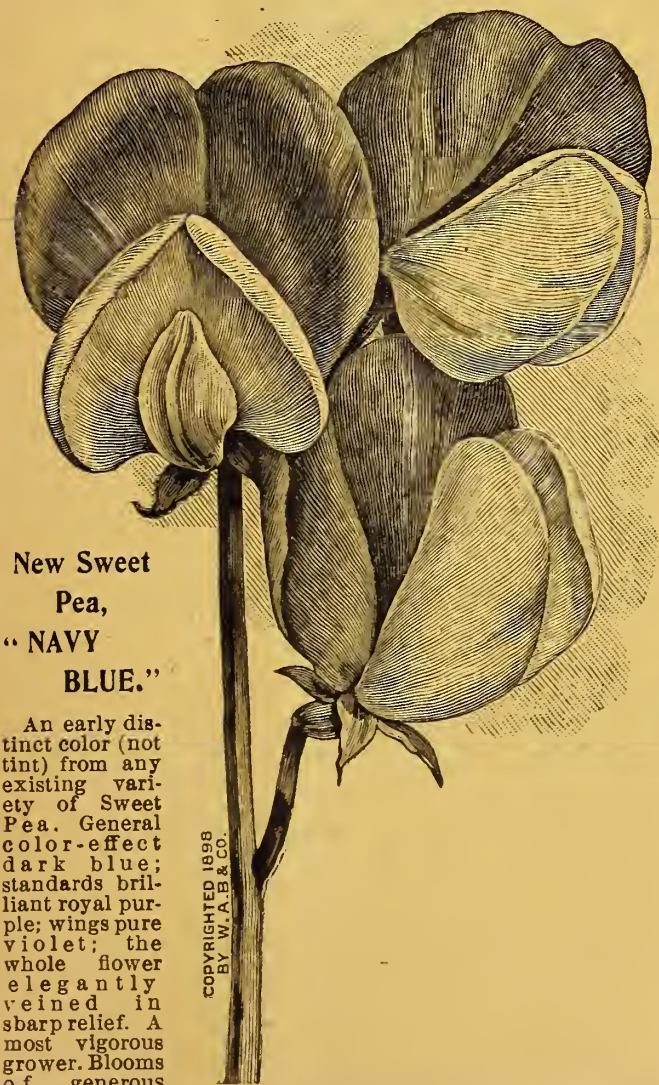 New Sweet
Pea,
“ NAVY
BLUE.”
An early dis-
tinct color (not
tint) from any
existing vari-
ety of Sweet
Pea. General
color-effect
dark blue;
standards bril-
liant royal pur-
ple; wings pure
violet; the
whole flower
elegantly
veined in
sharp relief. A
most vigorous
grower. Blooms
of generous
COPYRIGHTED 1898
BY W.A.B & CO.